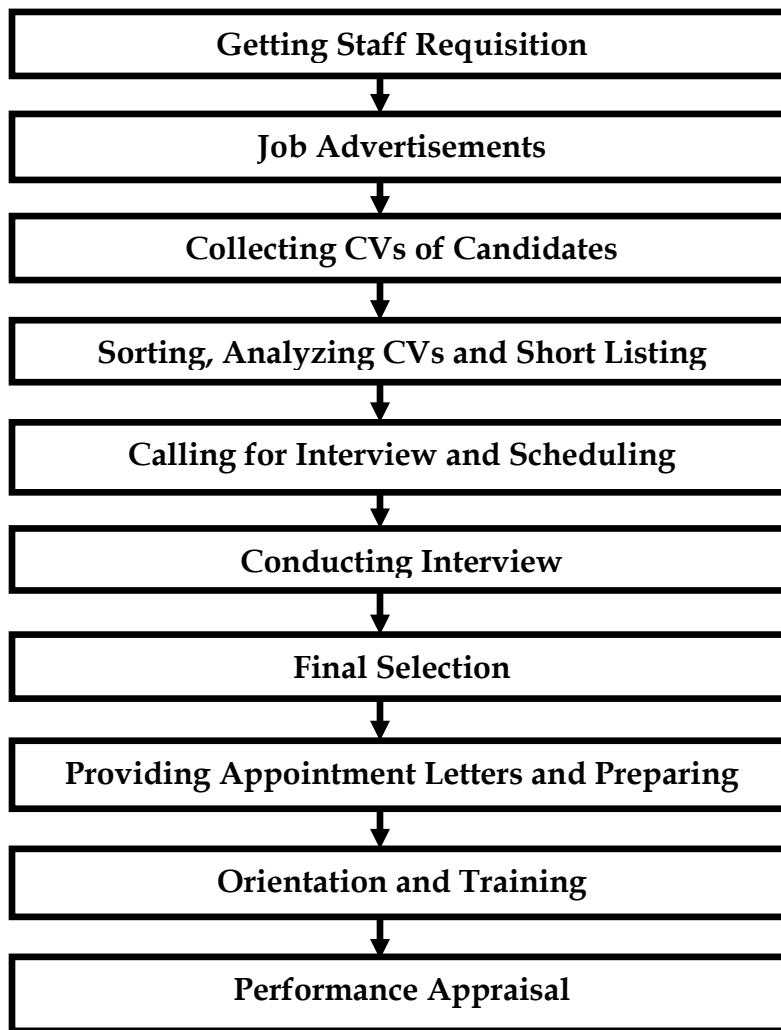 Getting Staff Requisition
Job Advertisements
Collecting CVs of Candidates
Sorting, Analyzing CVs and Short Listing
Calling for Interview and Scheduling
Conducting Interview
Final Selection
Providing Appointment Letters and Preparing
Orientation and Training
Performance Appraisal